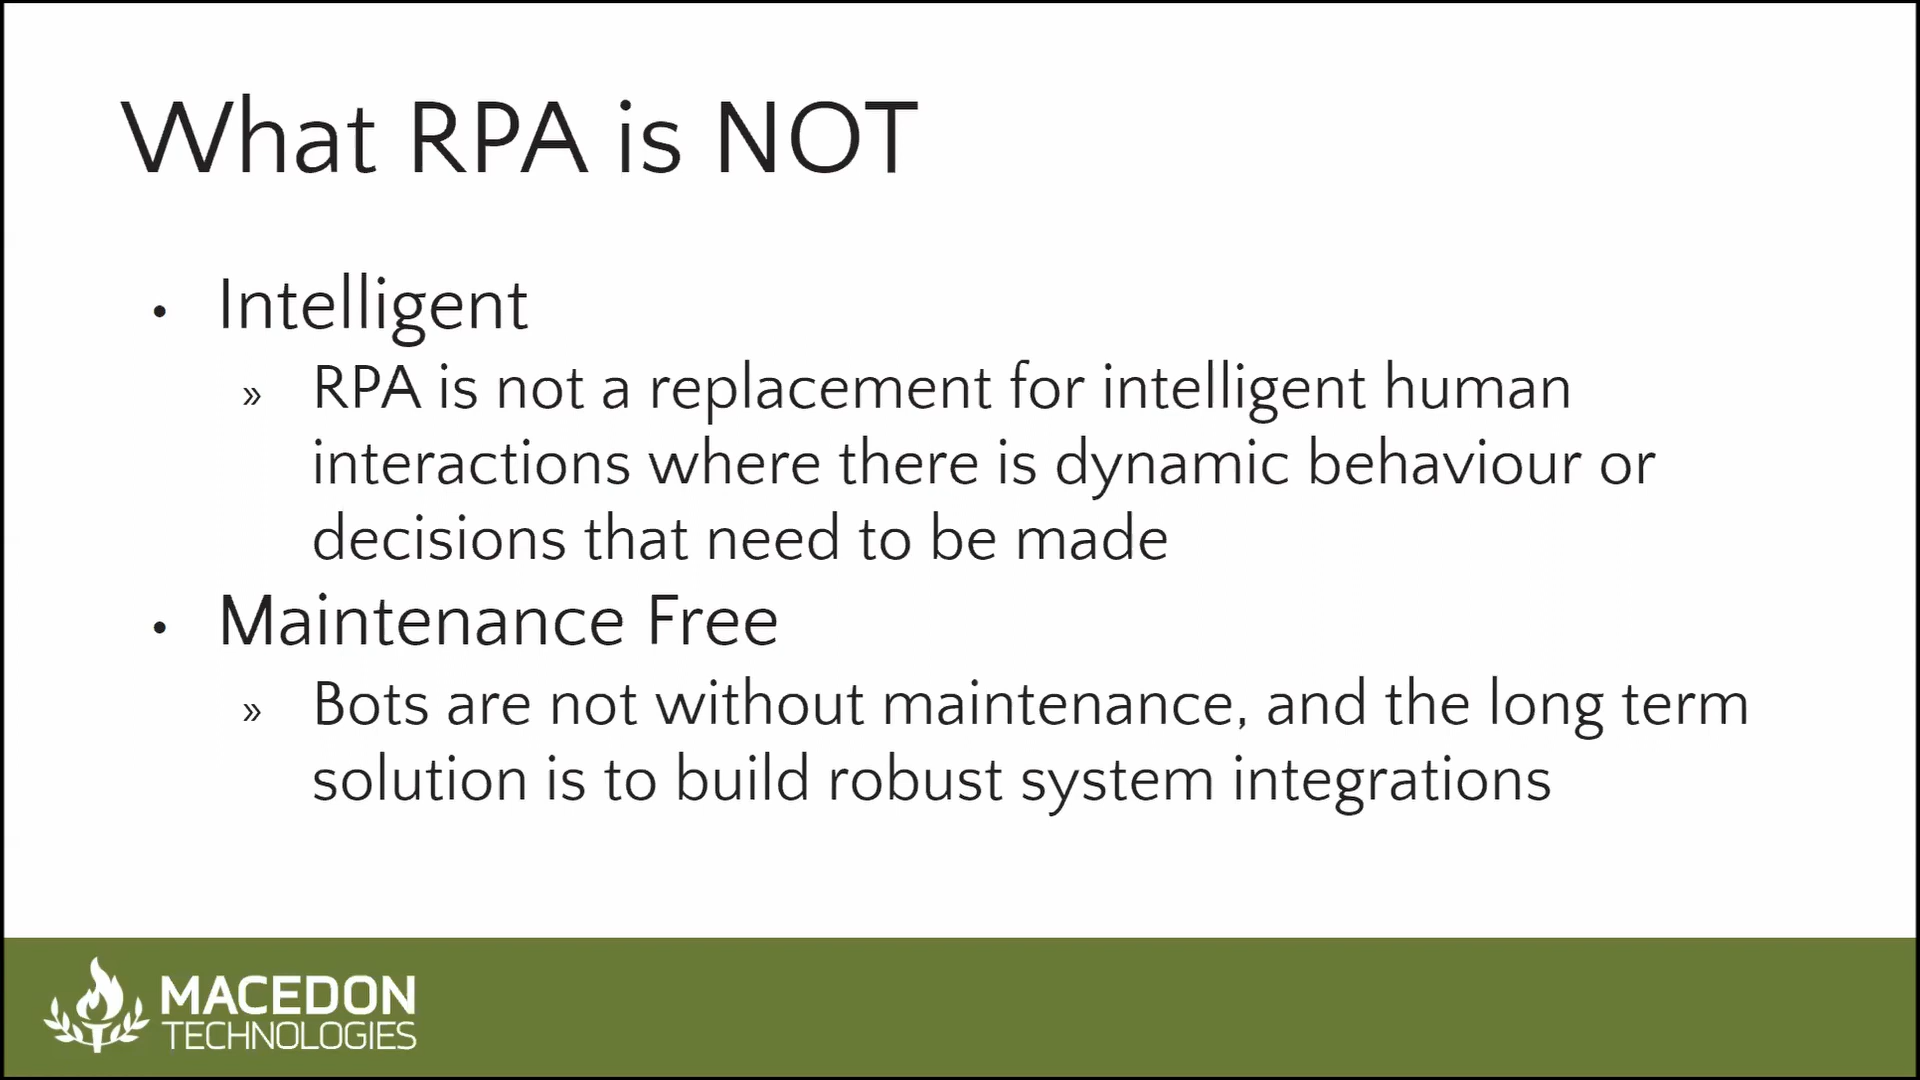 What RPA is NOT
• Intelligent
» RPA is not a replacement for intelligent human
interactions where there is dynamic behaviour or
decisions that need to be made
• Maintenance Free
» Bots are not without maintenance, and the long term
solution is to build robust system integrations
MACEDON
TECHNOLOGIES